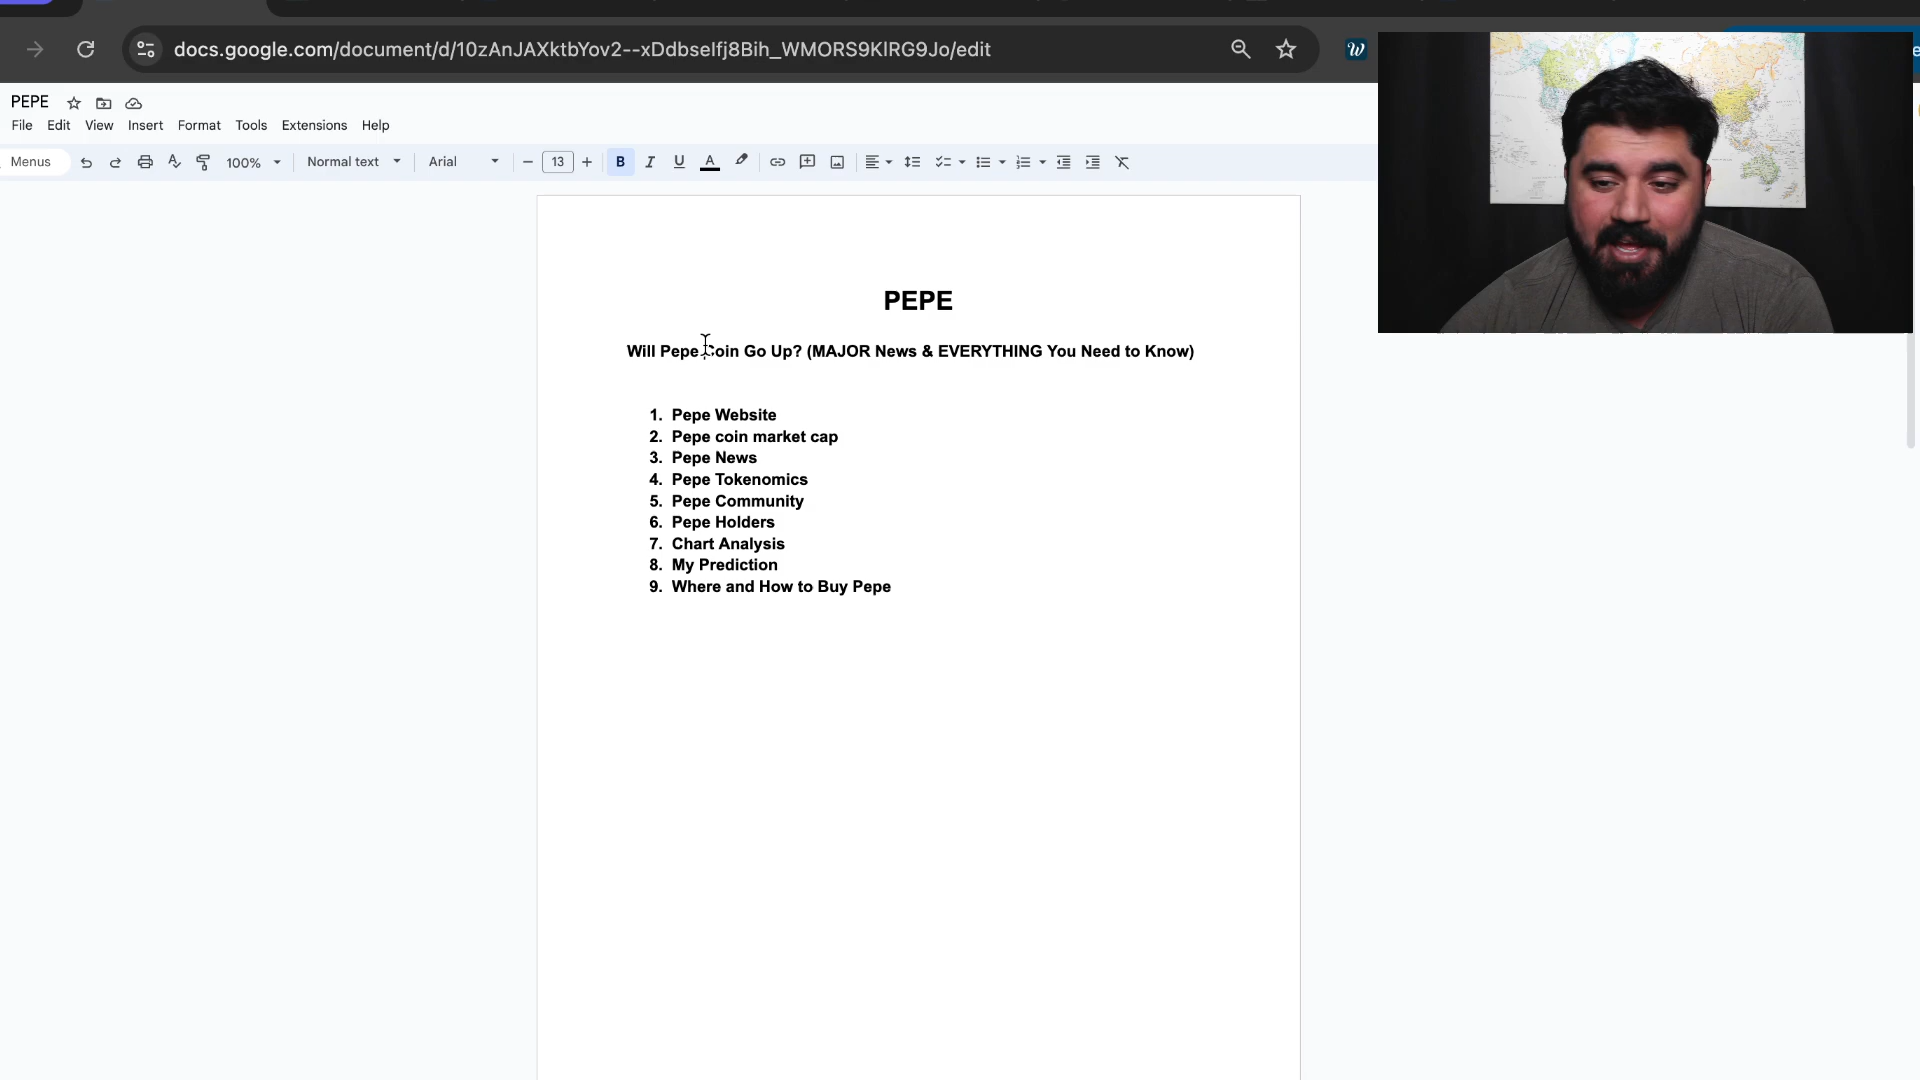 docs.google.com/document/d/10zAnJAXktbYov2--xDdbseIfj8Bih_WMORS9KIRG9Jo/edit
PEPE
File Edit View Insert Format Tools Extensions Help
Menus 100% Normal text Arial 13 B I U A
PEPE
Will Pepe Coin Go Up? (MAJOR News & EVERYTHING You Need to Know)
1. Pepe Website
2. Pepe coin market cap
3. Pepe News
4. Pepe Tokenomics
5. Pepe Community
6. Pepe Holders
7. Chart Analysis
8. My Prediction
9. Where and How to Buy Pepe